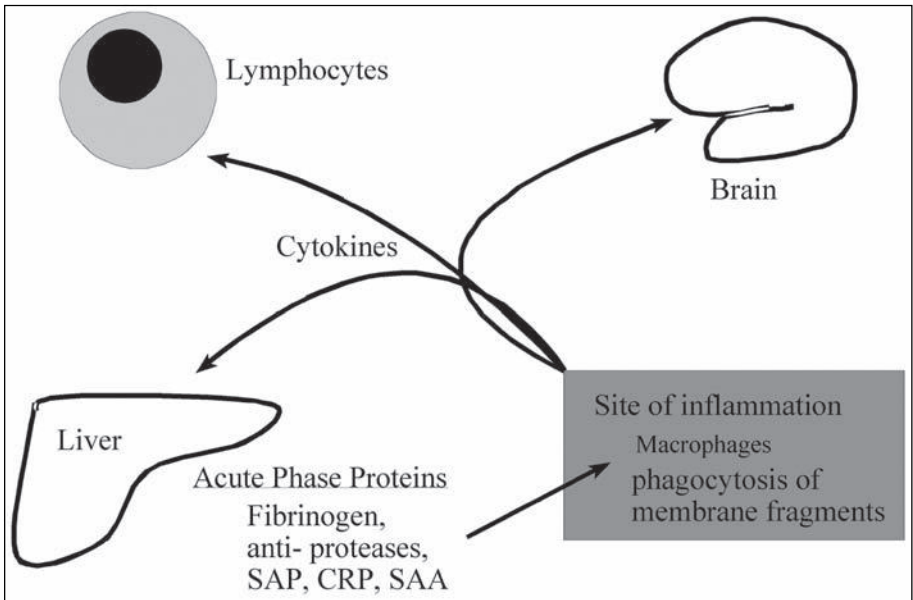 Lymphocytes
Brain
Cytokines
Site of inflammation
Macrophages
phagocytosis of
membrane fragments
Liver
Acute Phase Proteins
Fibrinogen,
anti- proteases,
SAP, CRP, SAA